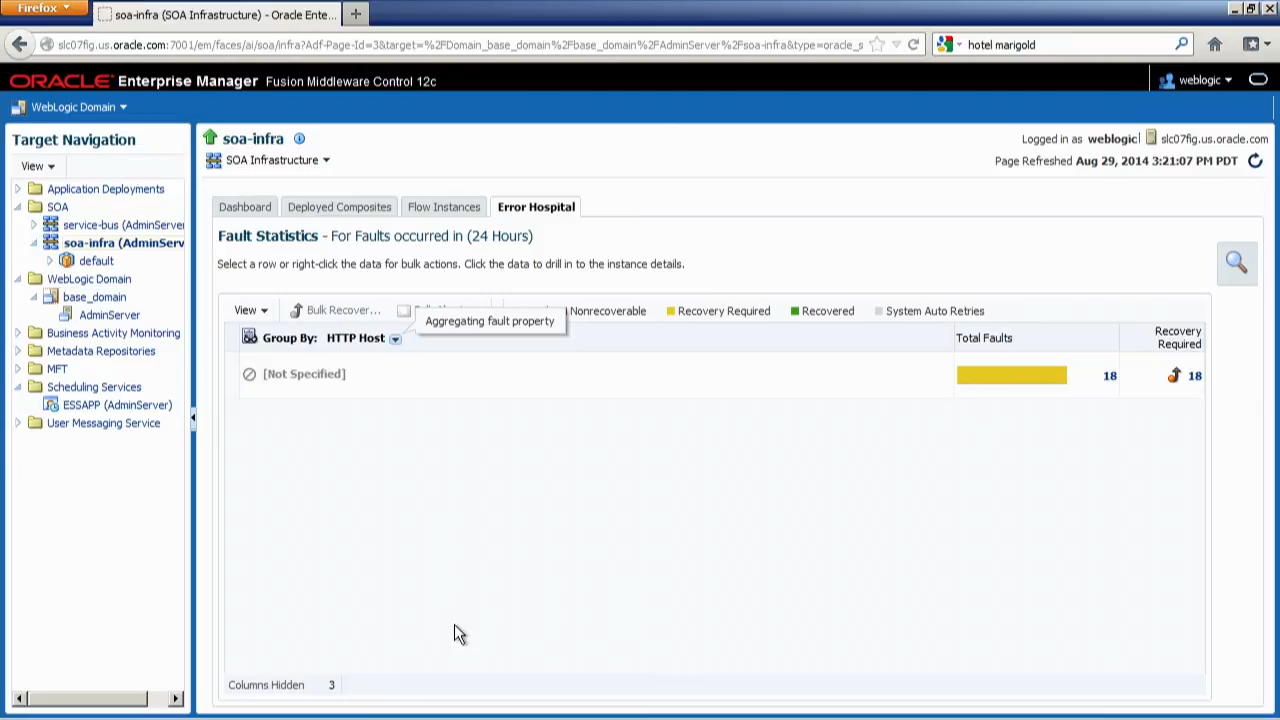 Firefox
soa-infra (SOA Infrastructure) - Oracle Ente...
slc07fig.us.oracle.com:7001/em/faces/ai/soa/infra?Adf-Page-Id=3&target=%2FDomain_base_domain%2Fbase_domain%2FAdminServer%2Fsoa-infra&type=oracle_s
hotel marigold
ORACLE Enterprise Manager Fusion Middleware Control 12c
weblogic
WebLogic Domain
Target Navigation
View
Application Deployments
SOA
service-bus (AdminServer
soa-infra (AdminServ
default
WebLogic Domain
base_domain
AdminServer
Business Activity Monitoring
Metadata Repositories
MFT
Scheduling Services
ESSAPP (AdminServer)
User Messaging Service
soa-infra
SOA Infrastructure
Logged in as weblogic
slc07fig.us.oracle.com
Page Refreshed Aug 29, 2014 3:21:07 PM PDT
Dashboard
Deployed Composites
Flow Instances
Error Hospital
Fault Statistics - For Faults occurred in (24 Hours)
Select a row or right-click the data for bulk actions. Click the data to drill in to the instance details.
View
Bulk Recover...
Nonrecoverable
Recovery Required
Recovered
System Auto Retries
Aggregating fault property
Group By: HTTP Host
Total Faults
Recovery
Required
[Not Specified]
18
18
Columns Hidden 3